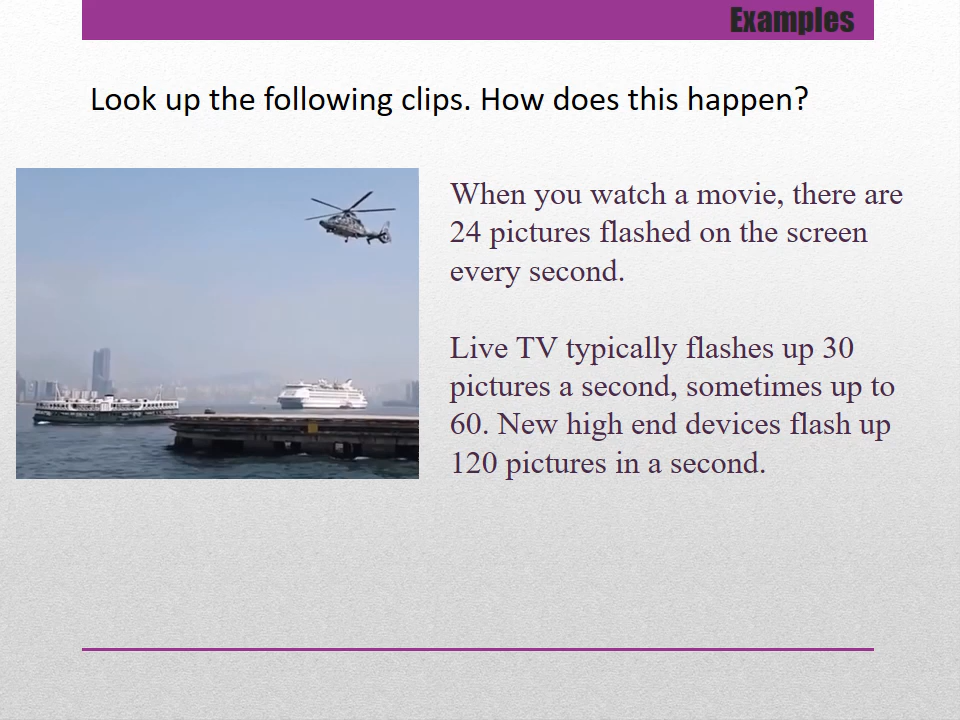 Examples
Look up the following clips. How does this happen?
When you watch a movie, there are
24 pictures flashed on the screen
every second.
Live TV typically flashes up 30
pictures a second, sometimes up to
60. New high end devices flash up
120 pictures in a second.